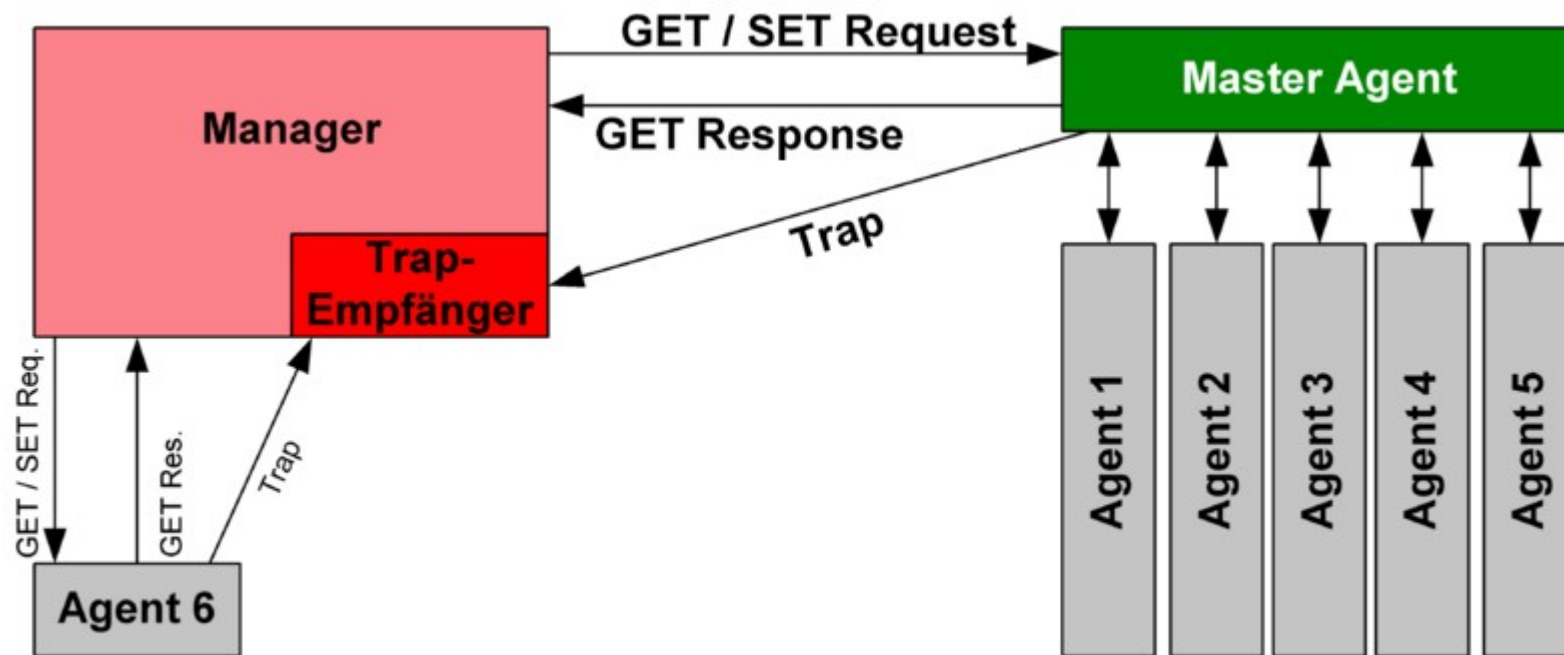 GET / SET Request
Master Agent
Manager
GET Response
Trap
Trap-
Empfänger
GET / SET Req.
GET Res.
Trap
Agent 1
Agent 2
Agent 3
Agent 4
Agent 5
Agent 6